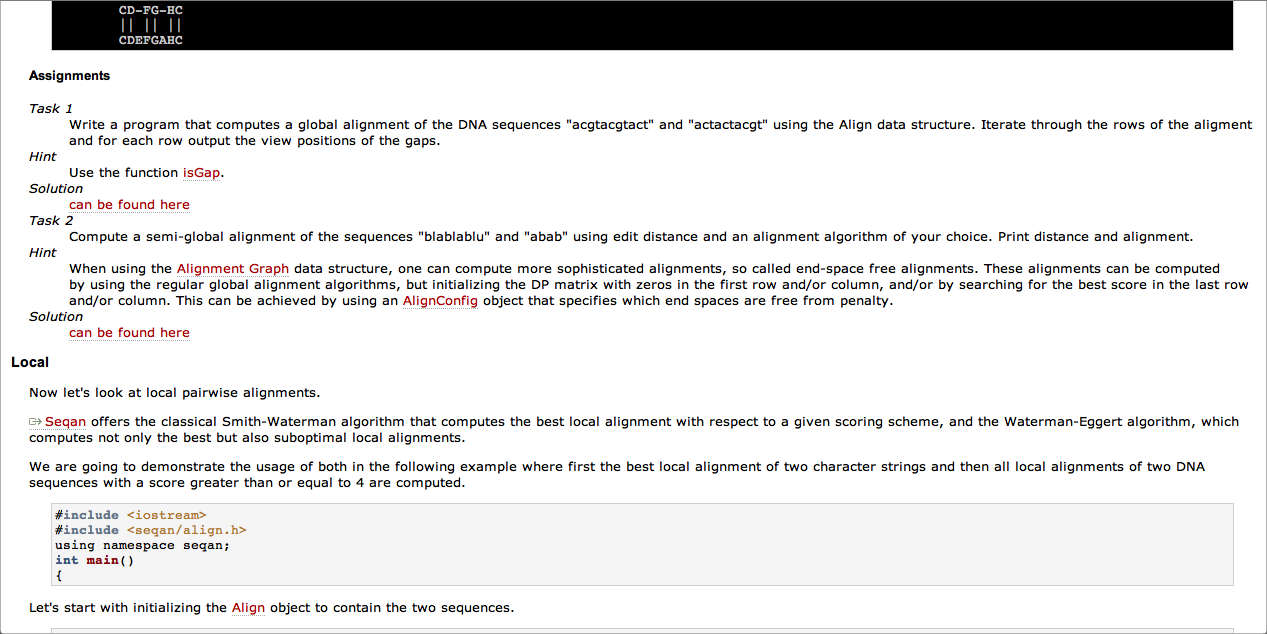 CD-FG-HC
|| || ||
CDEFGAHC
Assignments
Task 1
Write a program that computes a global alignment of the DNA sequences "acgtacgtact" and "actactacgt" using the Align data structure. Iterate through the rows of the aligment
and for each row output the view positions of the gaps.
Hint
Use the function isGap.
Solution
can be found here
Task 2
Compute a semi-global alignment of the sequences "blablablu" and "abab" using edit distance and an alignment algorithm of your choice. Print distance and alignment.
Hint
When using the Alignment Graph data structure, one can compute more sophisticated alignments, so called end-space free alignments. These alignments can be computed
by using the regular global alignment algorithms, but initializing the DP matrix with zeros in the first row and/or column, and/or by searching for the best score in the last row
and/or column. This can be achieved by using an AlignConfig object that specifies which end spaces are free from penalty.
Solution
can be found here
Local
Now let's look at local pairwise alignments.
Seqan offers the classical Smith-Waterman algorithm that computes the best local alignment with respect to a given scoring scheme, and the Waterman-Eggert algorithm, which
computes not only the best but also suboptimal local alignments.
We are going to demonstrate the usage of both in the following example where first the best local alignment of two character strings and then all local alignments of two DNA
sequences with a score greater than or equal to 4 are computed.
#include <iostream>
#include <seqan/align.h>
using namespace seqan;
int main()
{
Let's start with initializing the Align object to contain the two sequences.